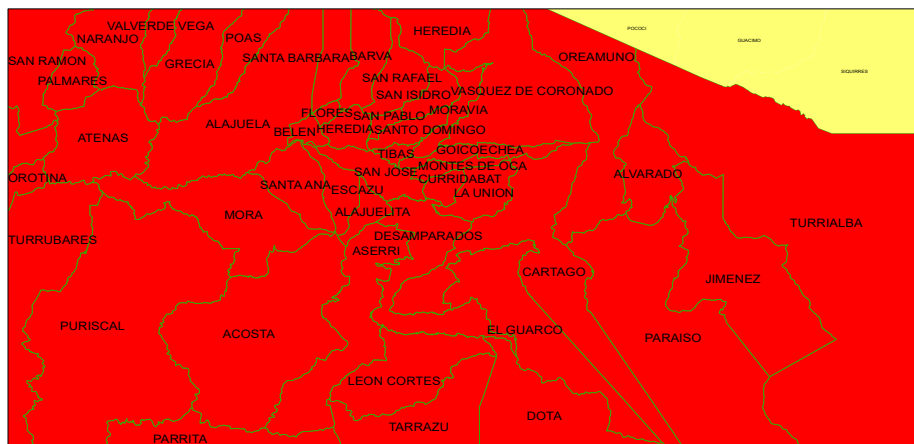 VALVERDE VEGA
NARANJO
POAS
HEREDIA
POCOCI
GUACIMO
SAN RAMON
GRECIA
SANTA BARBARA
BARVA
OREAMUNO
SIQUIRRES
PALMARES
SAN RAFAEL
SAN ISIDRO
VASQUEZ DE CORONADO
FLORES
SAN PABLO
MORAVIA
ALAJUELA
BELEN
HEREDIA
SANTO DOMINGO
ATENAS
TIBAS
GOICOECHEA
OROTINA
SAN JOSE
MONTES DE OCA
CURRIDABAT
ALVARADO
SANTA ANA
ESCAZU
LA UNION
MORA
ALAJUELITA
TURRIALBA
TURRUBARES
DESAMPARADOS
ASERRI
CARTAGO
JIMENEZ
PURISCAL
ACOSTA
EL GUARCO
PARAISO
LEON CORTES
TARRAZU
DOTA
PARRITA